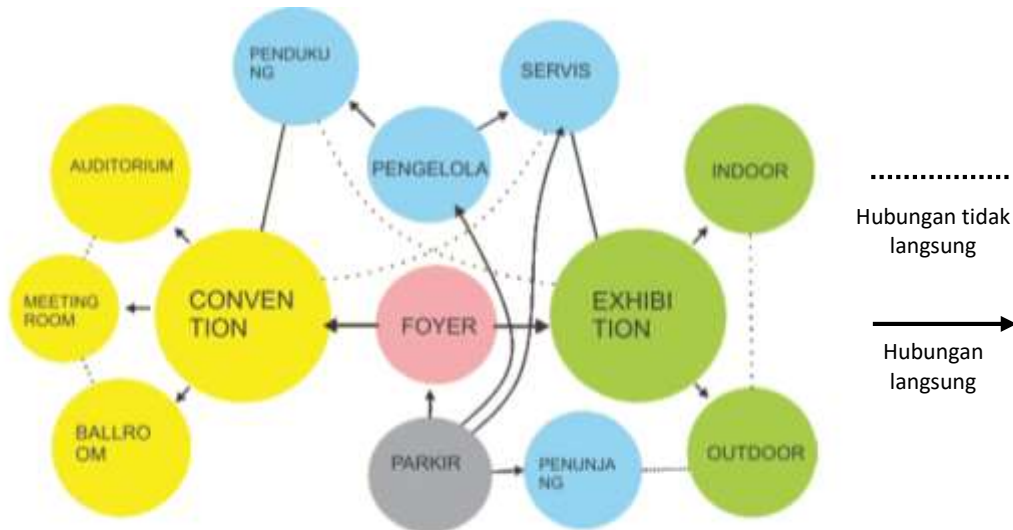 PENDUKU
NG
SERVIS
AUDITORIUM
PENGELOLA
INDOOR
Hubungan tidak
langsung
MEETING
ROOM
CONVEN
TION
FOYER
EXHIBI
TION
Hubungan
langsung
BALLRO
OM
PARKIR
PENUNJA
NG
OUTDOOR